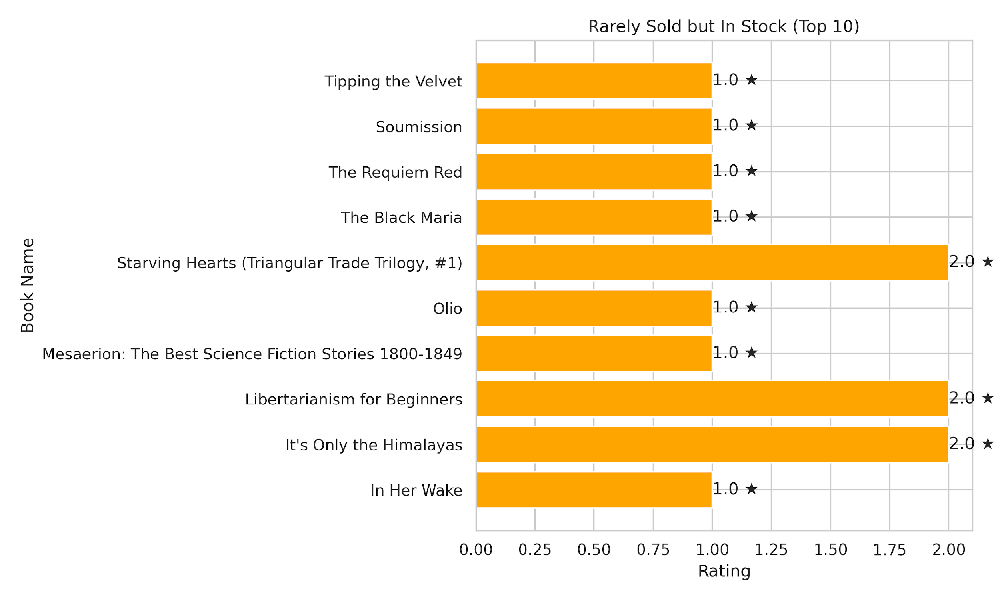 Rarely Sold but In Stock (Top 10)
Book Name
Tipping the Velvet 1.0 ★
Soumission 1.0 ★
The Requiem Red 1.0 ★
The Black Maria 1.0 ★
Starving Hearts (Triangular Trade Trilogy, #1) 2.0 ★
Olio 1.0 ★
Mesaerion: The Best Science Fiction Stories 1800-1849 1.0 ★
Libertarianism for Beginners 2.0 ★
It's Only the Himalayas 2.0 ★
In Her Wake 1.0 ★
0.00 0.25 0.50 0.75 1.00 1.25 1.50 1.75 2.00
Rating